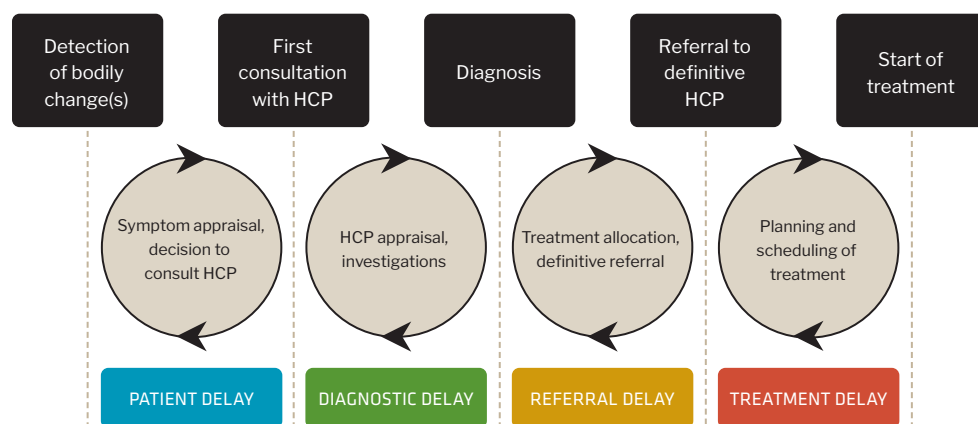 Detection
of bodily
change(s)
First
consultation
with HCP
Diagnosis
Referral to
definitive
HCP
Start of
treatment
Symptom appraisal,
decision to
consult HCP
HCP appraisal,
investigations
Treatment allocation,
definitive referral
Planning and
scheduling of
treatment
PATIENT DELAY
DIAGNOSTIC DELAY
REFERRAL DELAY
TREATMENT DELAY